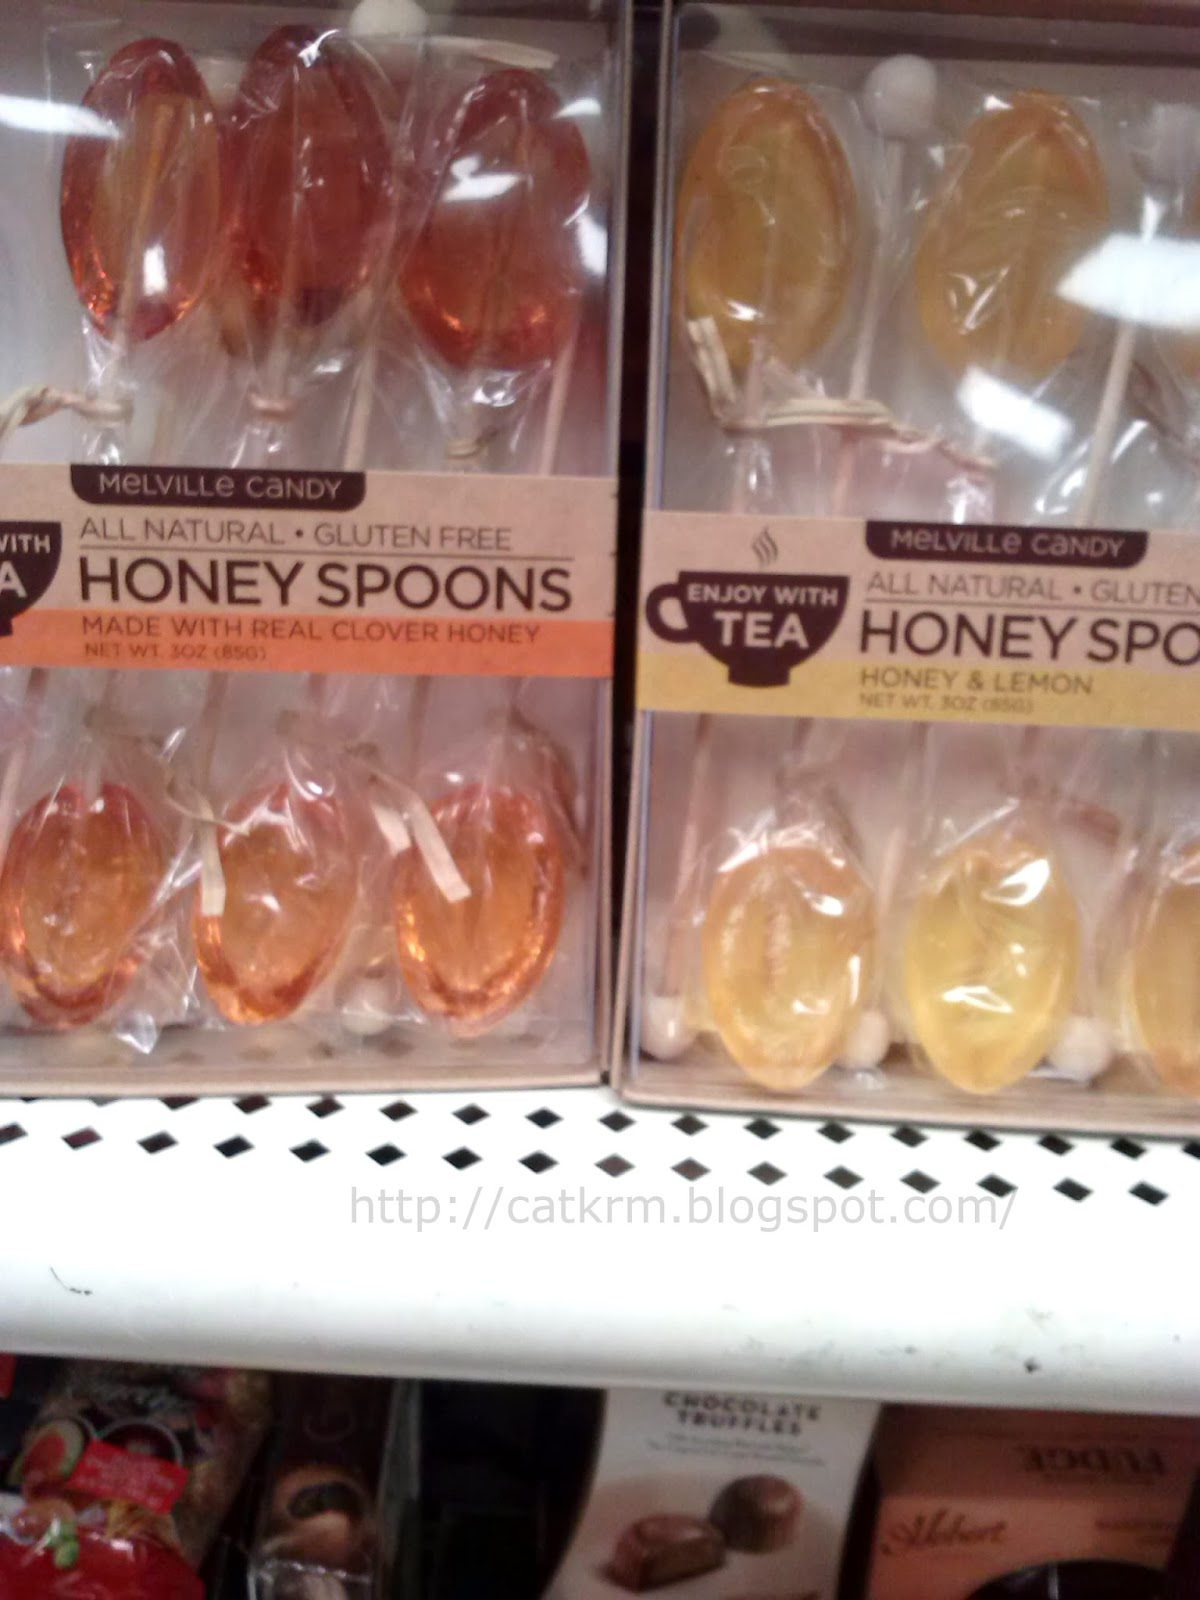 MELVILLE CANDY
ALL NATURAL • GLUTEN FREE
HONEY SPOONS
MADE WITH REAL CLOVER HONEY
NET WT. 3OZ (85G)
WITH
A
MELVILLE CANDY
ALL NATURAL • GLUTEN
HONEY SPO
HONEY & LEMON
NET WT. 3OZ (85G)
ENJOY WITH
TEA
http://catkrm.blogspot.com/
CHOCOLATE
TRUFFLES
FUDGE
Hebert